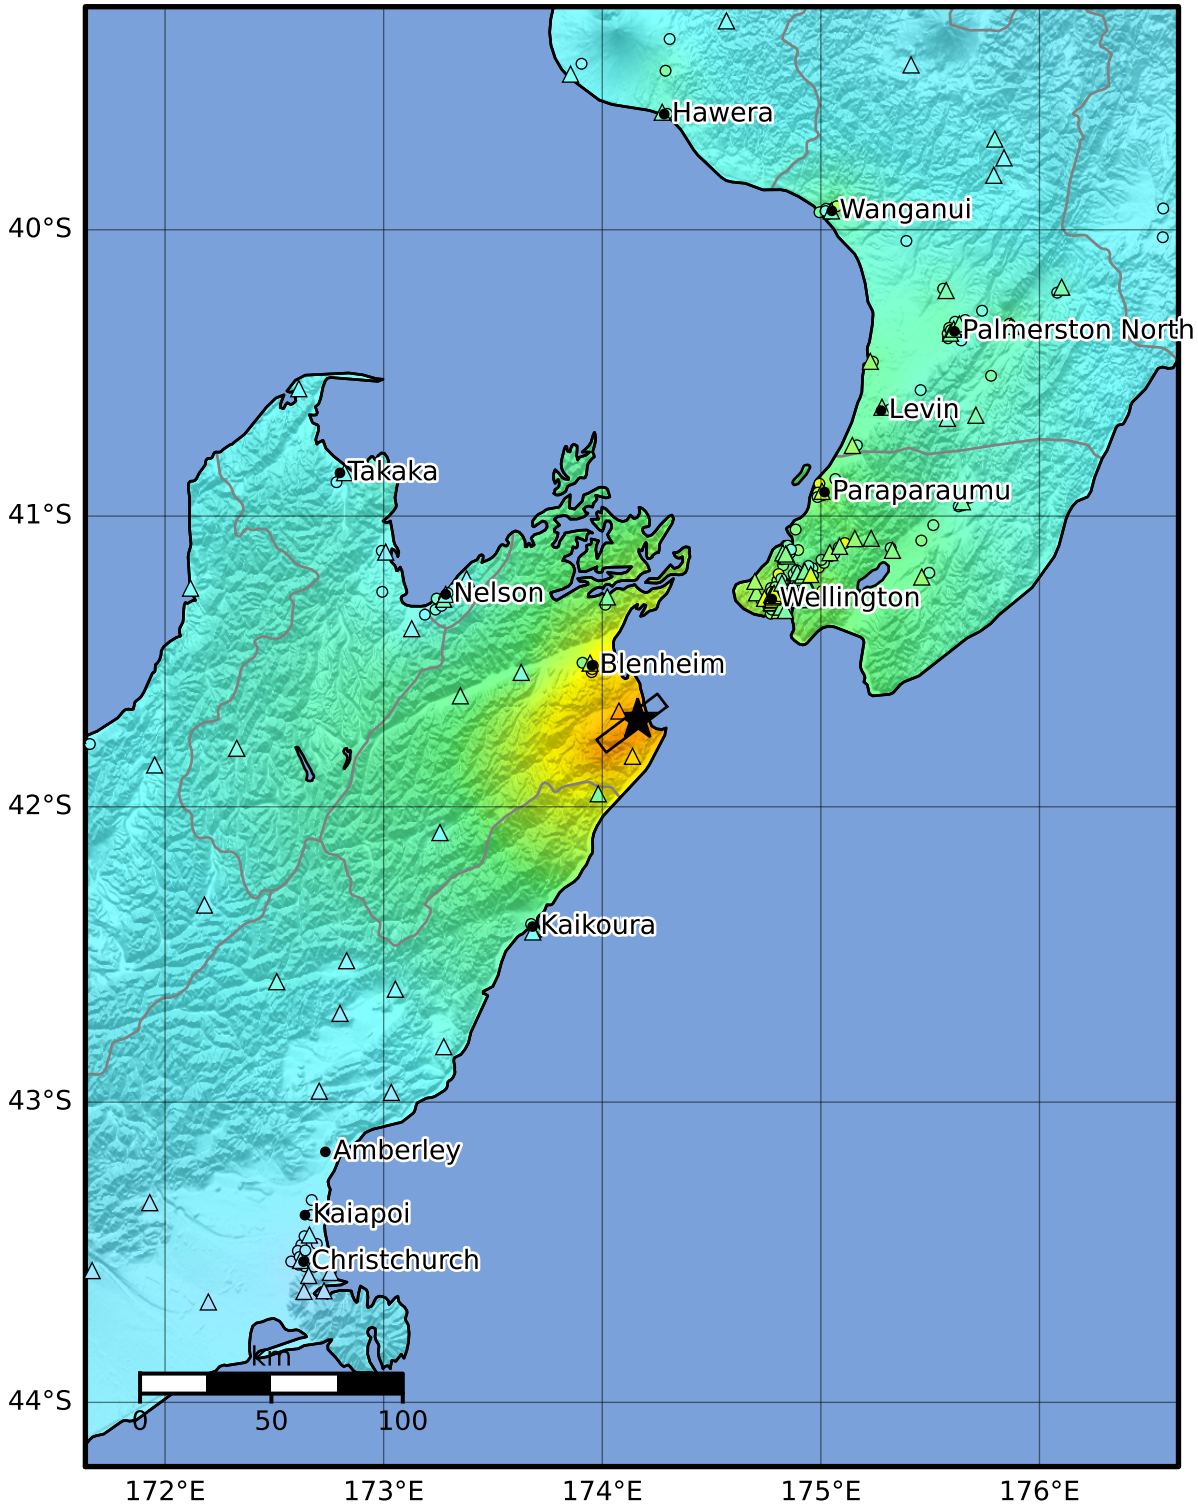 Hawera
Wanganui
40°S
Palmerston North
Levin
Takaka
Paraparaumu
41°S
Nelson
Wellington
Blenheim
42°S
Kaikoura
43°S
Amberley
Kaiapoi
Christchurch
km
44°S
0 50 100
172°E 173°E 174°E 175°E 176°E